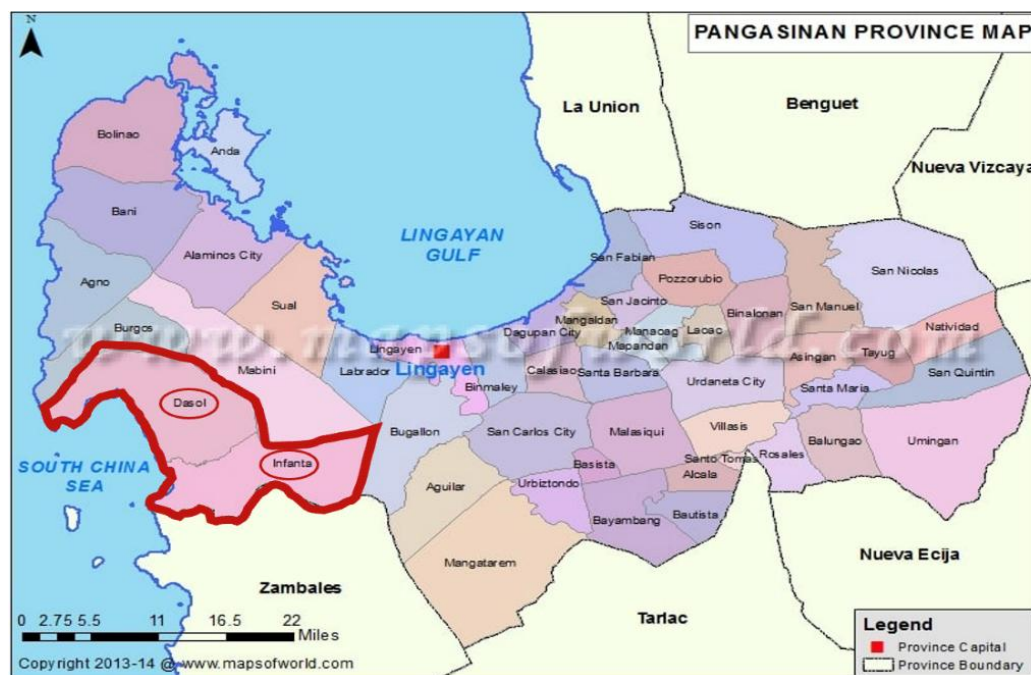 PANGASINAN PROVINCE MAP
N
La Union
Benguet
Nueva Vizcaya
Bolinao
Anda
Bani
Sison
LINGAYAN
GULF
Alaminos City
San Fabian
San Nicolas
Agno
Pozzorubio
San Jacinto
Sual
San Manuel
Binalonan
Mangaldan
Burgos
Dagupan City
Manaoag
Laoac
Natividad
www.mapsofworld.com
Mapandan
Lingayen
Asingan
Tayug
Mabini
Labrador
Lingayen
Calasiao
Santa Barbara
San Quintin
Binmaley
Urdaneta City
Santa Maria
Dasol
Bugallon
San Carlos City
Malasiqui
Villasis
Balungao
Umingan
SOUTH CHINA
SEA
Infanta
Basista
Santo Tomas
Rosales
Aguilar
Urbiztondo
Alcala
Bayambang
Bautista
Mangatarem
Nueva Ecija
Zambales
Tarlac
0 2.75 5.5 11 16.5 22
Miles
Legend
Province Capital
Province Boundary
Copyright 2013-14 @ www.mapsofworld.com